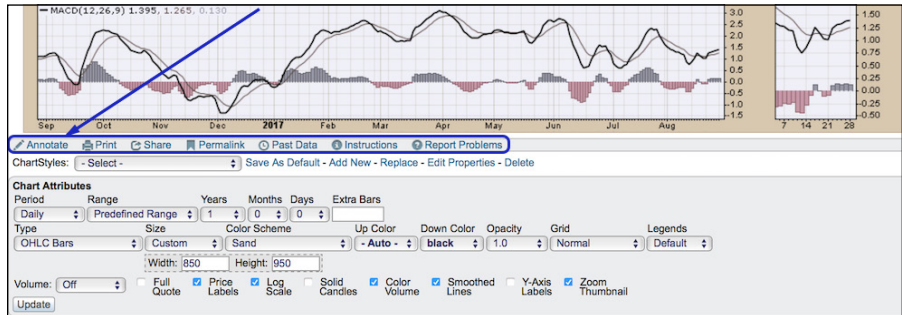 MACD(12,26,9) 1.395, 1.265, 0.130
3.0
2.5
2.0
1.5
1.0
0.5
0.0
-0.5
-1.0
-1.5
1.50
1.25
1.00
0.75
0.50
0.25
0.00
-0.25
-0.50
Sep Oct Nov Dec 2017 Feb Mar Apr May Jun Jul Aug
7 14 21 28
Annotate Print Share Permalink Past Data Instructions Report Problems
ChartStyles: - Select - Save As Default - Add New - Replace - Edit Properties - Delete
Chart Attributes
Period Range Years Months Days Extra Bars
Daily Predefined Range 1 0 0
Type Size Color Scheme Up Color Down Color Opacity Grid Legends
OHLC Bars Custom Sand - Auto - black 1.0 Normal Default
Width: 850 Height: 950
Volume: Off Full Quote Price Labels Log Scale Solid Candles Color Volume Smoothed Lines Y-Axis Labels Zoom Thumbnail
Update